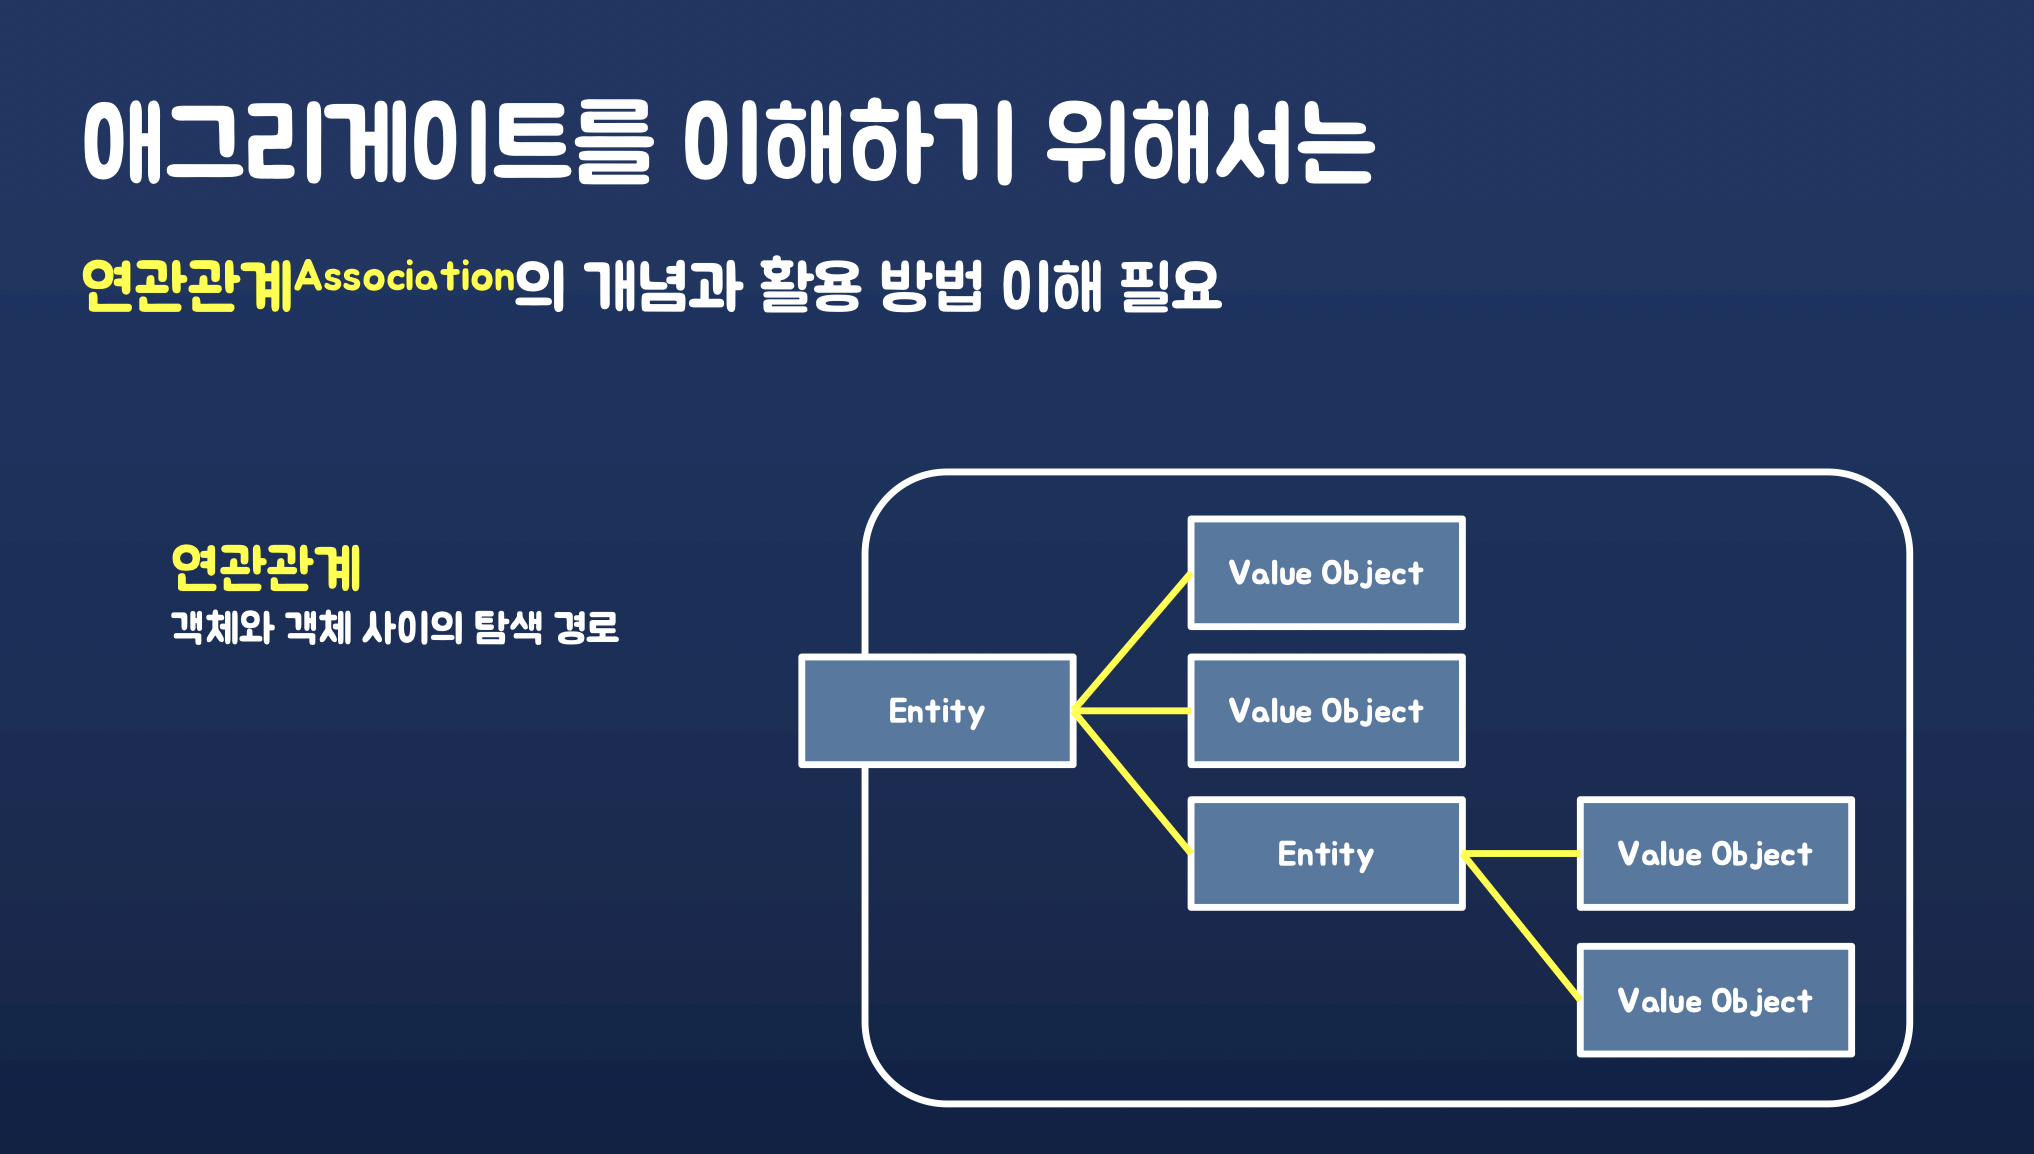 애그리게이트를 이해하기 위해서는
연관관계Association의 개념과 활용 방법 이해 필요
연관관계
객체와 객체 사이의 탐색 경로
Value Object
Entity
Value Object
Entity
Value Object
Value Object